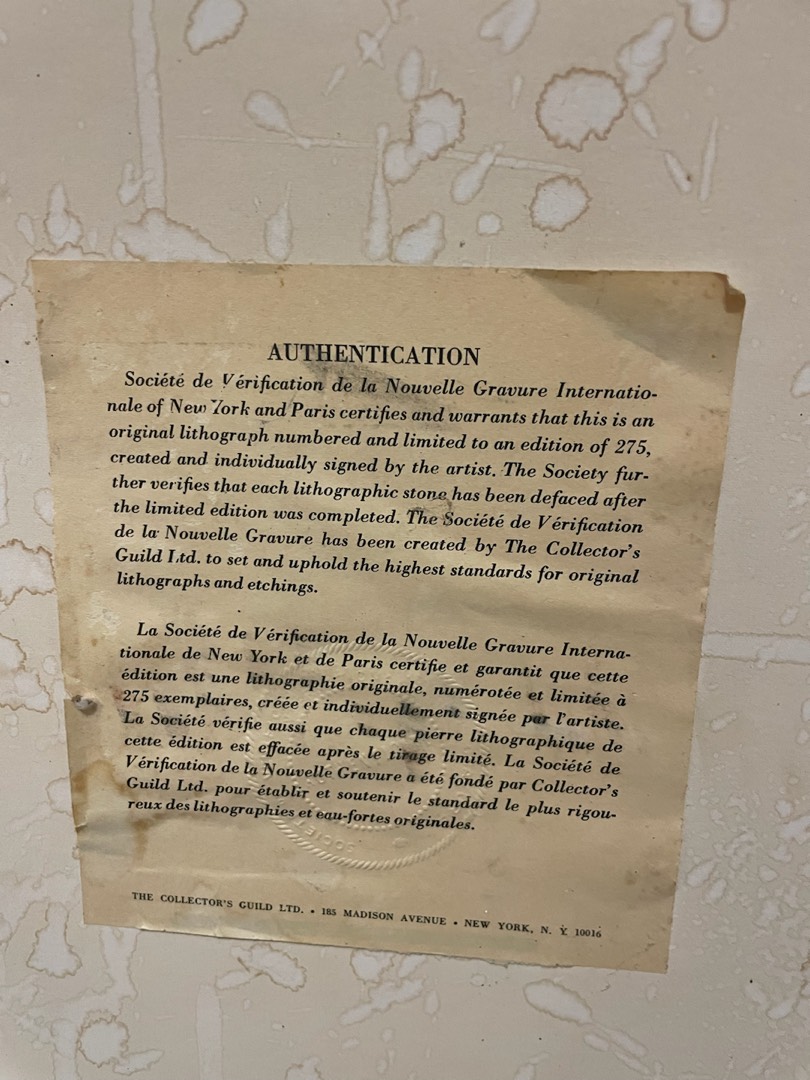 AUTHENTICATION
Société de Vérification de la Nouvelle Gravure Internatio-
nale of New York and Paris certifies and warrants that this is an
original lithograph numbered and limited to an edition of 275,
created and individually signed by the artist. The Society fur-
ther verifies that each lithographic stone has been defaced after
the limited edition was completed. The Société de Vérification
de la Nouvelle Gravure has been created by The Collector's
Guild Ltd. to set and uphold the highest standards for original
lithographs and etchings.
La Société de Vérification de la Nouvelle Gravure Interna-
tionale de New York et de Paris certifie et garantit que cette
édition est une lithographie originale, numérotée et limitée à
275 exemplaires, créée et individuellement signée par l'artiste.
La Société vérifie aussi que chaque pierre lithographique de
cette édition est effacée après le tirage limité. La Société de
Vérification de la Nouvelle Gravure a été fondé par Collector's
Guild Ltd. pour établir et soutenir le standard le plus rigou-
reux des lithographies et eau-fortes originales.
THE COLLECTOR'S GUILD LTD. • 185 MADISON AVENUE • NEW YORK, N. Y. 10016